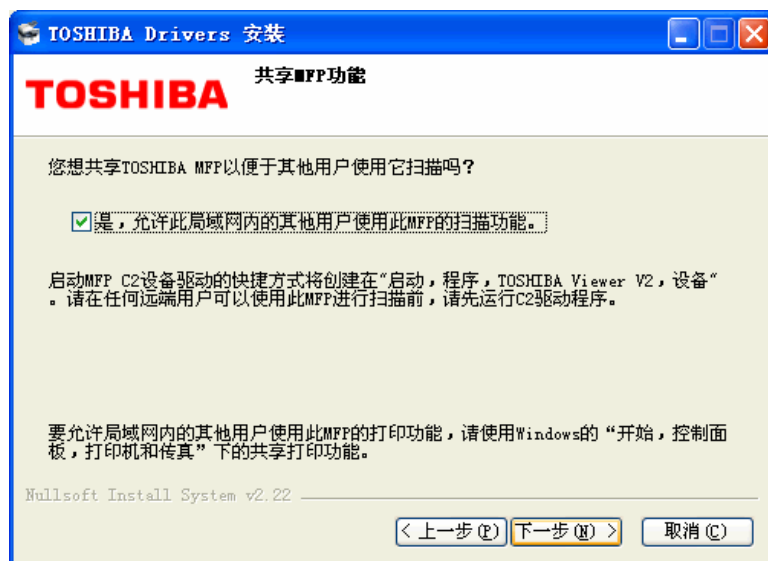 TOSHIBA Drivers 安装
TOSHIBA
共享MFP功能
您想共享TOSHIBA MFP以便于其他用户使用它扫描吗？
是，允许此局域网内的其他用户使用此MFP的扫描功能。
启动MFP C2设备驱动的快捷方式将创建在“启动，程序，TOSHIBA Viewer V2，设备“
。请在任何远端用户可以使用此MFP进行扫描前，请先运行C2驱动程序。
要允许局域网内的其他用户使用此MFP的打印功能，请使用Windows的“开始，控制面
板，打印机和传真”下的共享打印功能。
Nullsoft Install System v2.22
< 上一步(P)
下一步(N) >
取消(C)